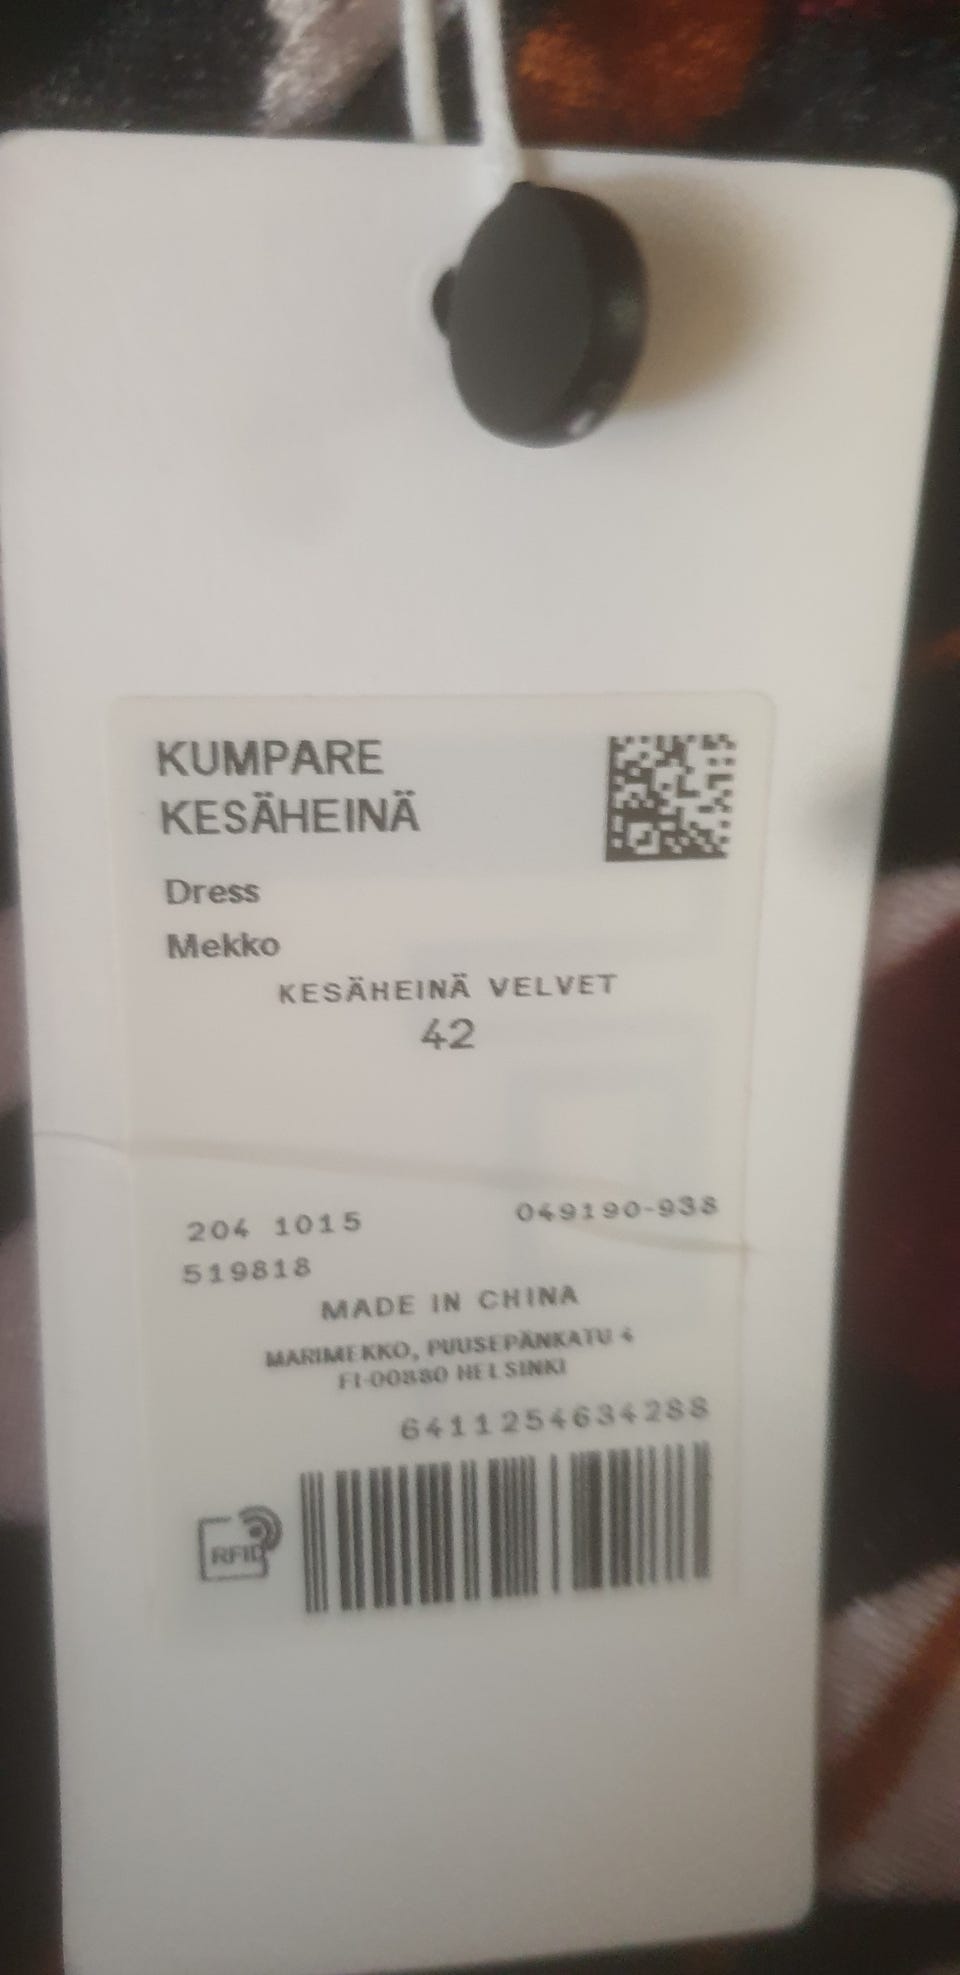 KUMPARE
KESÄHEINÄ
Dress
Mekko
KESÄHEINÄ VELVET
42
204 1015
049190-938
519818
MADE IN CHINA
MARIMEKKO, PUUSEPÄNKATU 4
FI-00880 HELSINKI
6411254634288
RFID